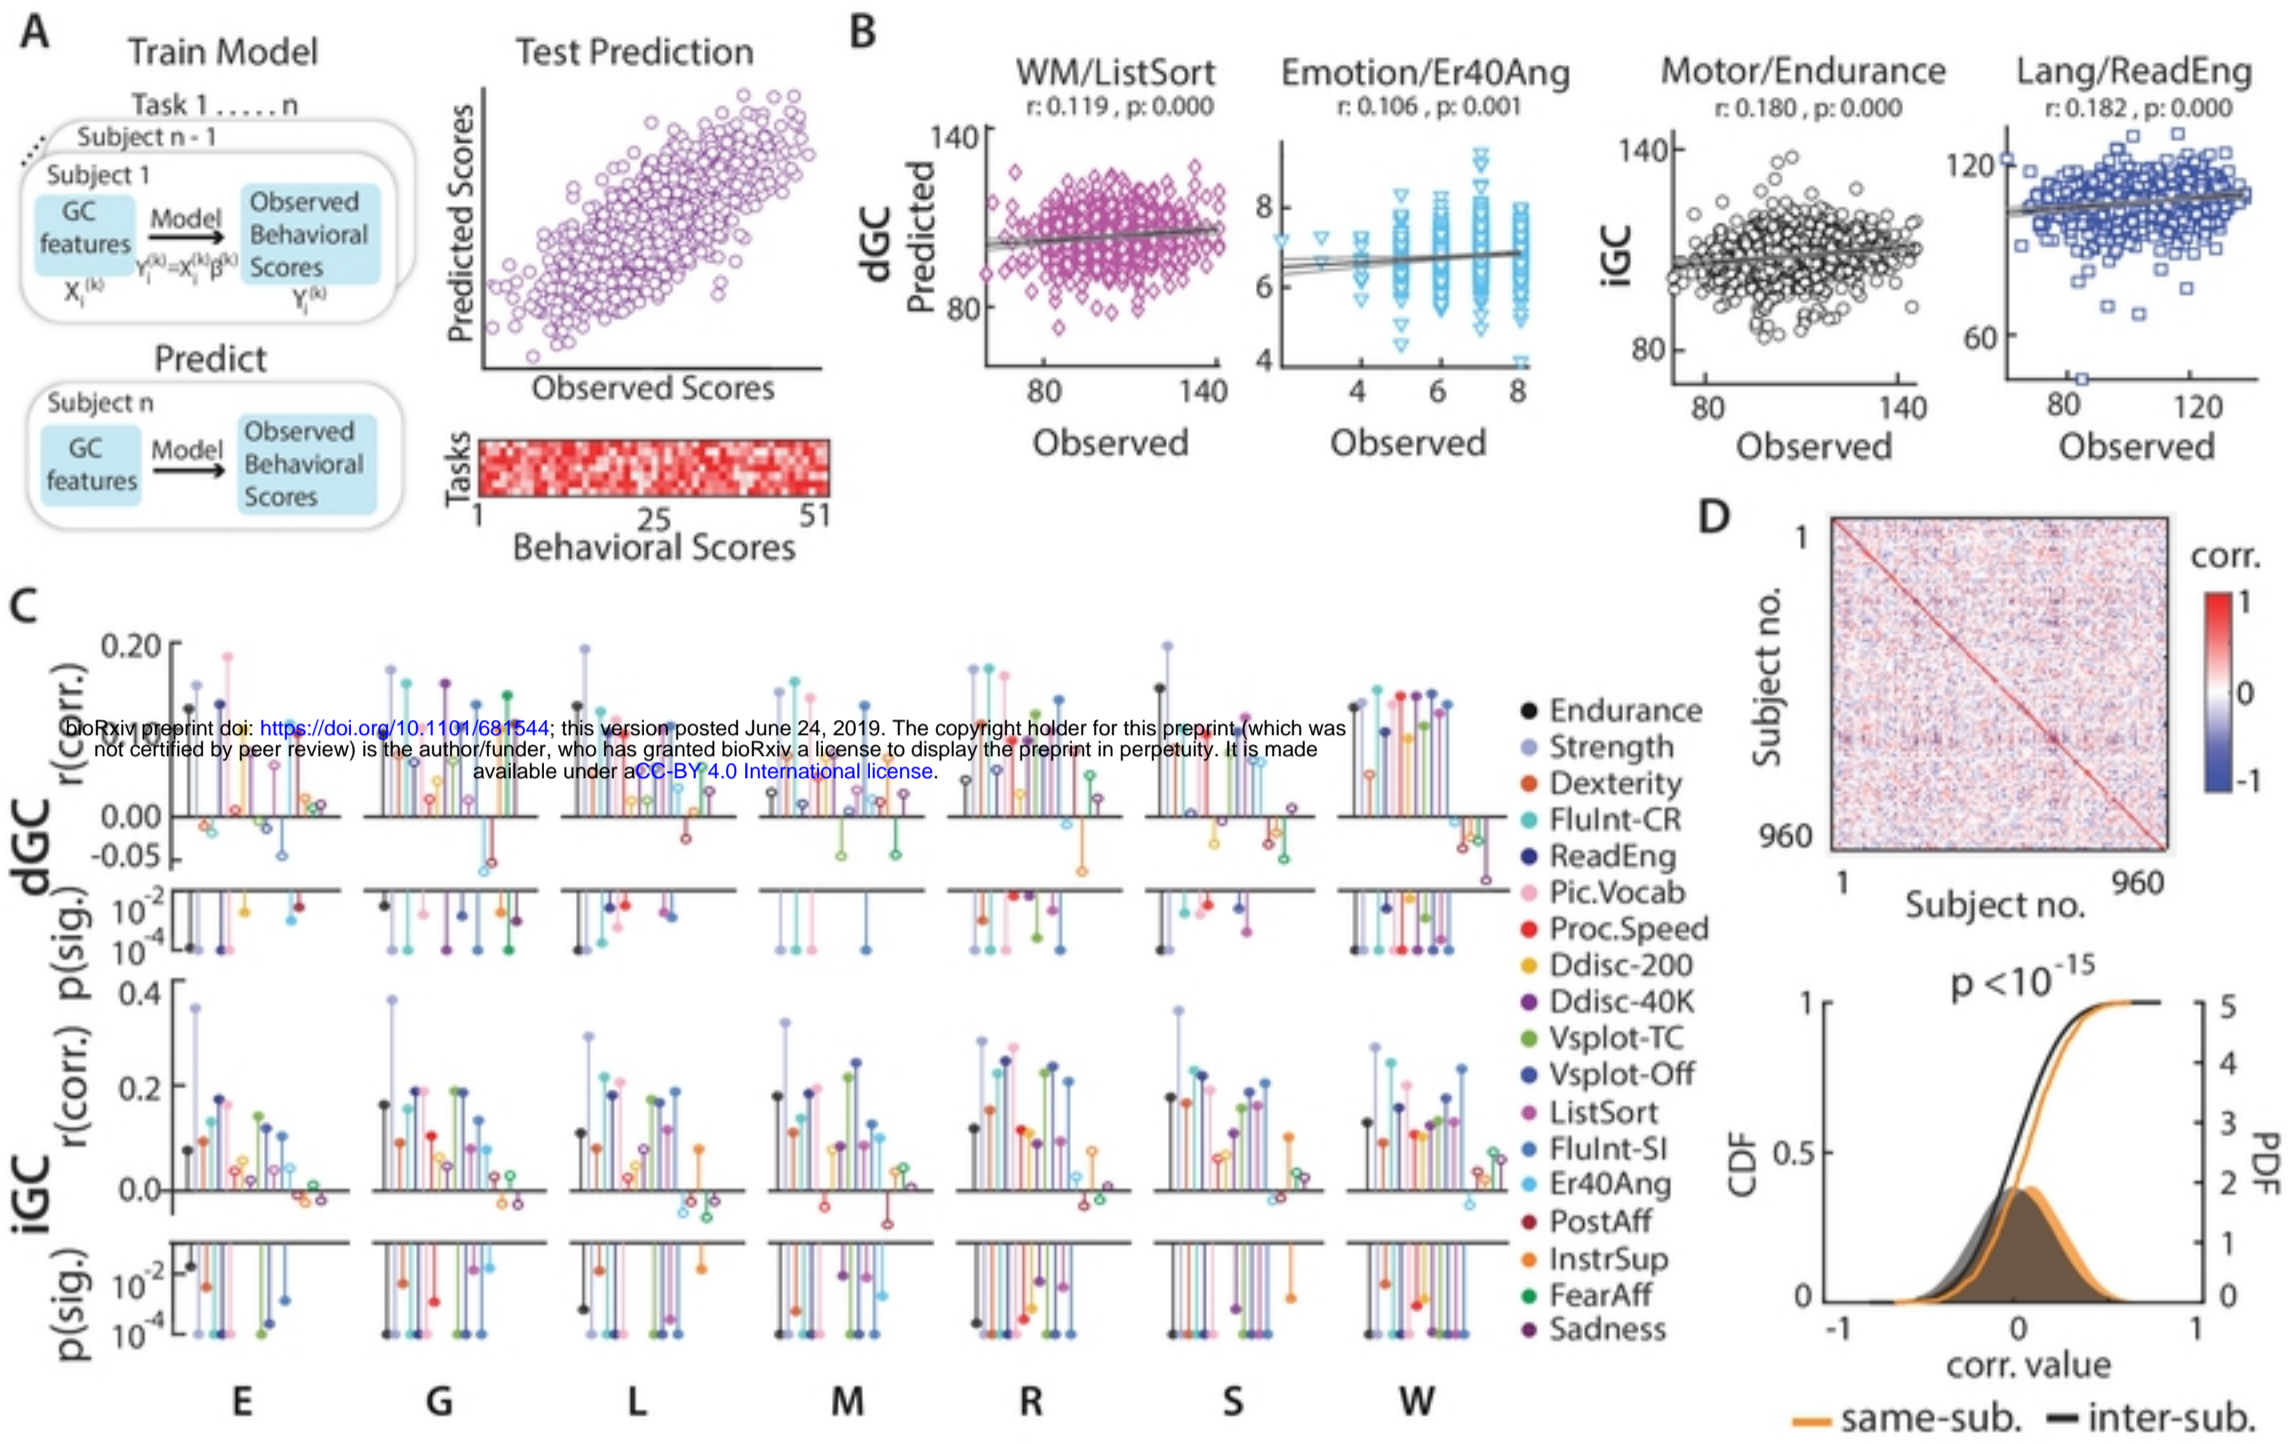 A
Train Model
Task 1 . . . . . n
Subject n - 1
Subject 1
GC
features
Model
Observed
Behavioral
Scores
Yi(k)=Xi(k)β(k)
Xi(k)
Yi(k)
Predict
Subject n
GC
features
Model
Observed
Behavioral
Scores
Test Prediction
Predicted Scores
Observed Scores
Tasks
1 25 51
Behavioral Scores
B
WM/ListSort
r: 0.119 , p: 0.000
dGC
Predicted
140
80
80 140
Observed
Emotion/Er40Ang
r: 0.106 , p: 0.001
8
6
4
4 6 8
Observed
Motor/Endurance
r: 0.180 , p: 0.000
iGC
140
80
80 140
Observed
Lang/ReadEng
r: 0.182 , p: 0.000
120
60
80 120
Observed
C
dGC
r(corr.)
0.20
0.00
-0.05
p(sig.)
10-2
10-4
bioRxiv preprint doi: https://doi.org/10.1101/681544; this version posted June 24, 2019. The copyright holder for this preprint (which was
not certified by peer review) is the author/funder, who has granted bioRxiv a license to display the preprint in perpetuity. It is made
available under aCC-BY 4.0 International license.
iGC
r(corr.)
0.4
0.2
0.0
p(sig.)
10-2
10-4
E G L M R S W
Endurance
Strength
Dexterity
FluInt-CR
ReadEng
Pic.Vocab
Proc.Speed
Ddisc-200
Ddisc-40K
Vsplot-TC
Vsplot-Off
ListSort
FluInt-SI
Er40Ang
PostAff
InstrSup
FearAff
Sadness
D
Subject no.
1
960
1 960
Subject no.
corr.
1
0
-1
p <10-15
CDF
1
0.5
0
PDF
5
4
3
2
1
0
-1 0 1
corr. value
same-sub. inter-sub.